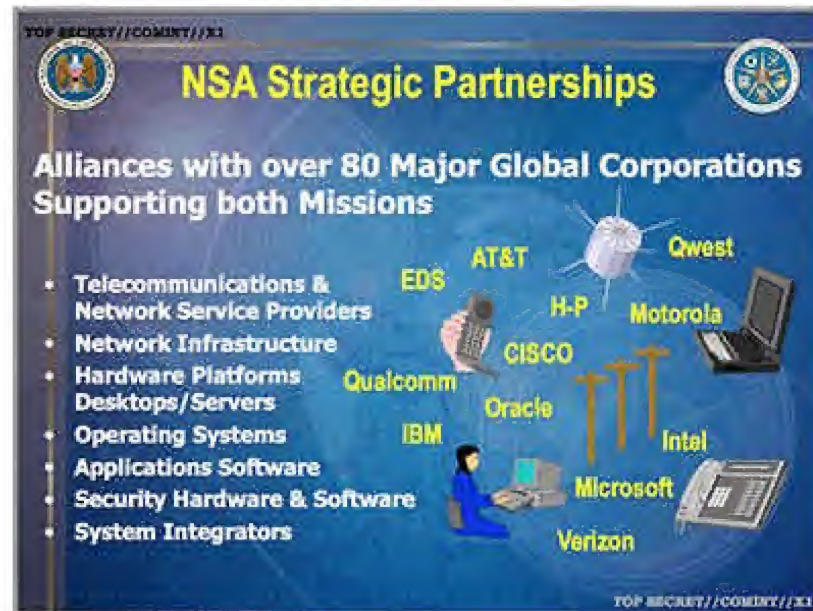 TOP SECRET//COMINT//X1
NSA Strategic Partnerships
Alliances with over 80 Major Global Corporations
Supporting both Missions
• Telecommunications &
Network Service Providers
• Network Infrastructure
• Hardware Platforms
Desktops/Servers
• Operating Systems
• Applications Software
• Security Hardware & Software
• System Integrators
AT&T
Qwest
EDS
H-P
Motorola
CISCO
Qualcomm
Oracle
IBM
Intel
Microsoft
Verizon
TOP SECRET//COMINT//X1